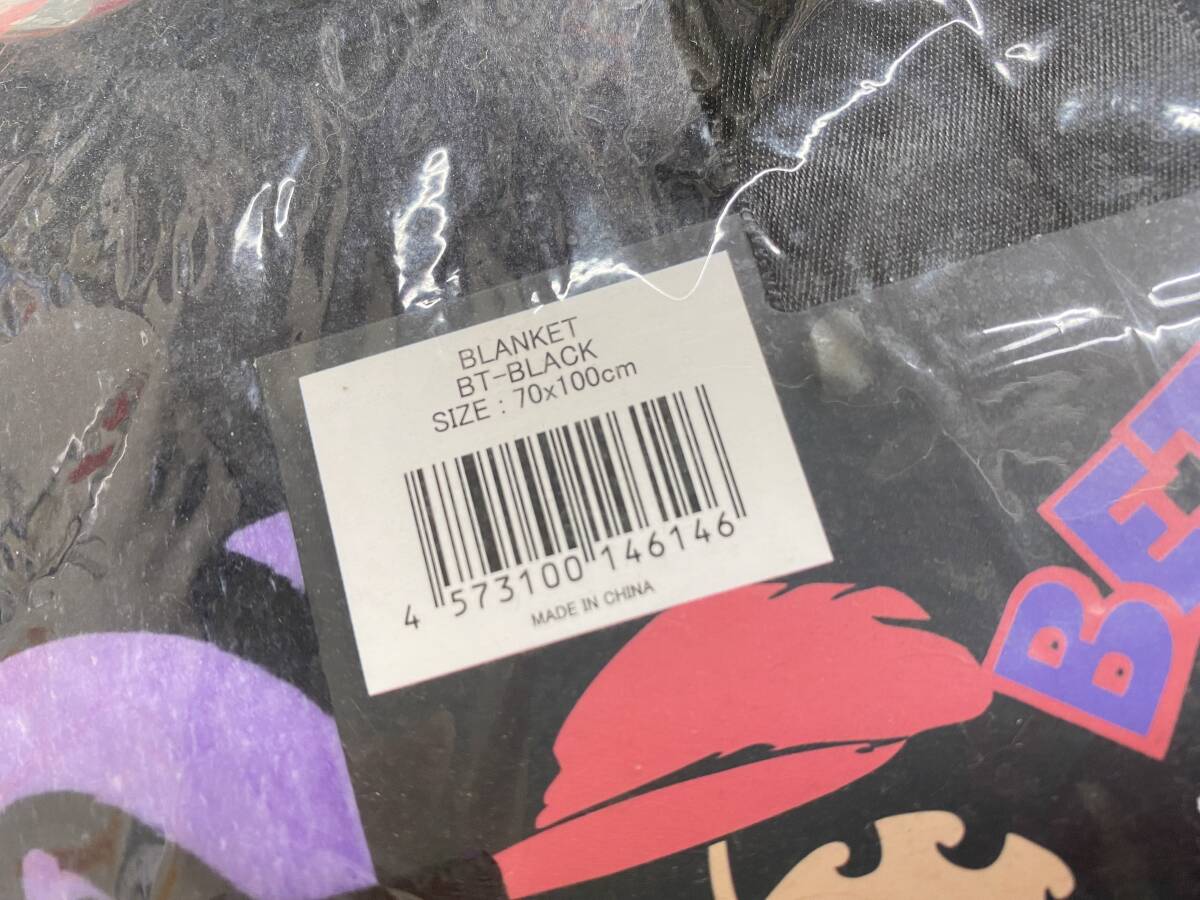 BLANKET
BT-BLACK
SIZE : 70x100cm
4 573100 146146
MADE IN CHINA